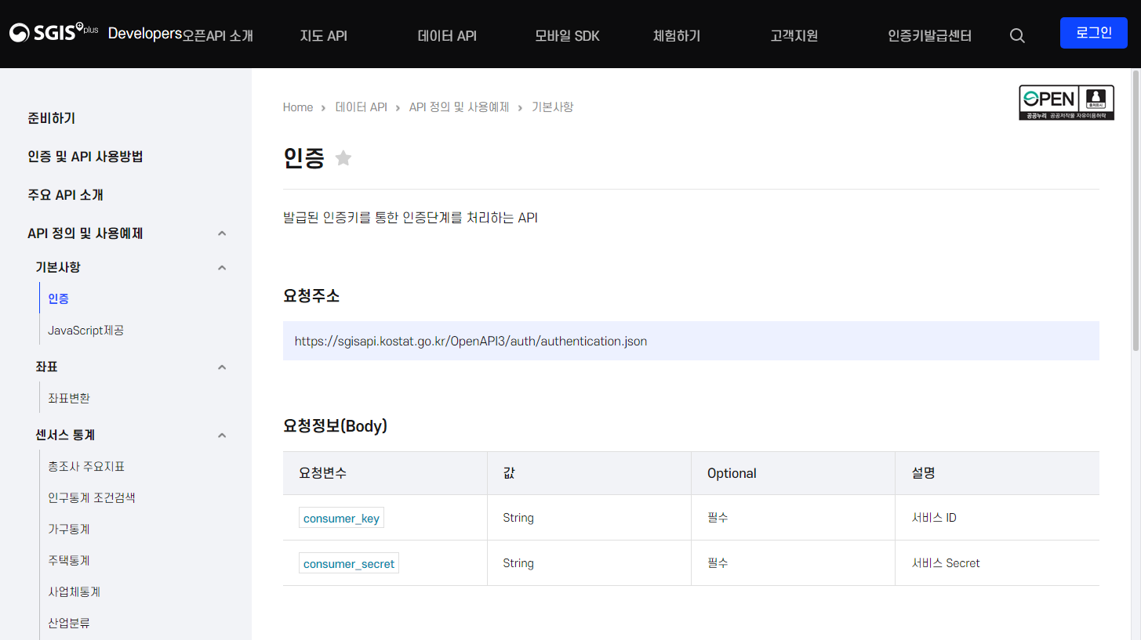 SGIS plus Developers 오픈API 소개 지도 API 데이터 API 모바일 SDK 체험하기 고객지원 인증키발급센터 로그인
준비하기
인증 및 API 사용방법
주요 API 소개
API 정의 및 사용예제
기본사항
인증
JavaScript제공
좌표
좌표변환
센서스 통계
총조사 주요지표
인구통계 조건검색
가구통계
주택통계
사업체통계
산업분류
Home > 데이터 API > API 정의 및 사용예제 > 기본사항
OPEN
공공누리 공공저작물 자유이용허락
인증
발급된 인증키를 통한 인증단계를 처리하는 API
요청주소
https://sgisapi.kostat.go.kr/OpenAPI3/auth/authentication.json
요청정보(Body)
요청변수 값 Optional 설명
consumer_key String 필수 서비스 ID
consumer_secret String 필수 서비스 Secret